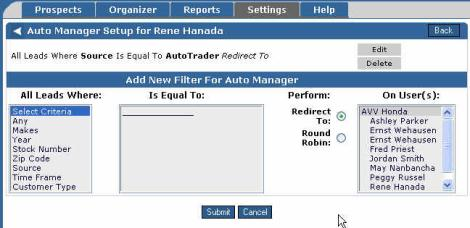 Prospects Organizer Reports Settings Help
Auto Manager Setup for Rene Hanada Back
All Leads Where Source Is Equal To AutoTrader Redirect To
Edit
Delete
Add New Filter For Auto Manager
All Leads Where: Is Equal To: Perform: On User(s):
Select Criteria
Any
Makes
Year
Stock Number
Zip Code
Source
Time Frame
Customer Type
Redirect To:
Round Robin:
AVV Honda
Ashley Parker
Ernst Wehausen
Ernst Wehausen
Fred Priest
Jordan Smith
May Nanbancha
Peggy Russel
Rene Hanada
Submit Cancel